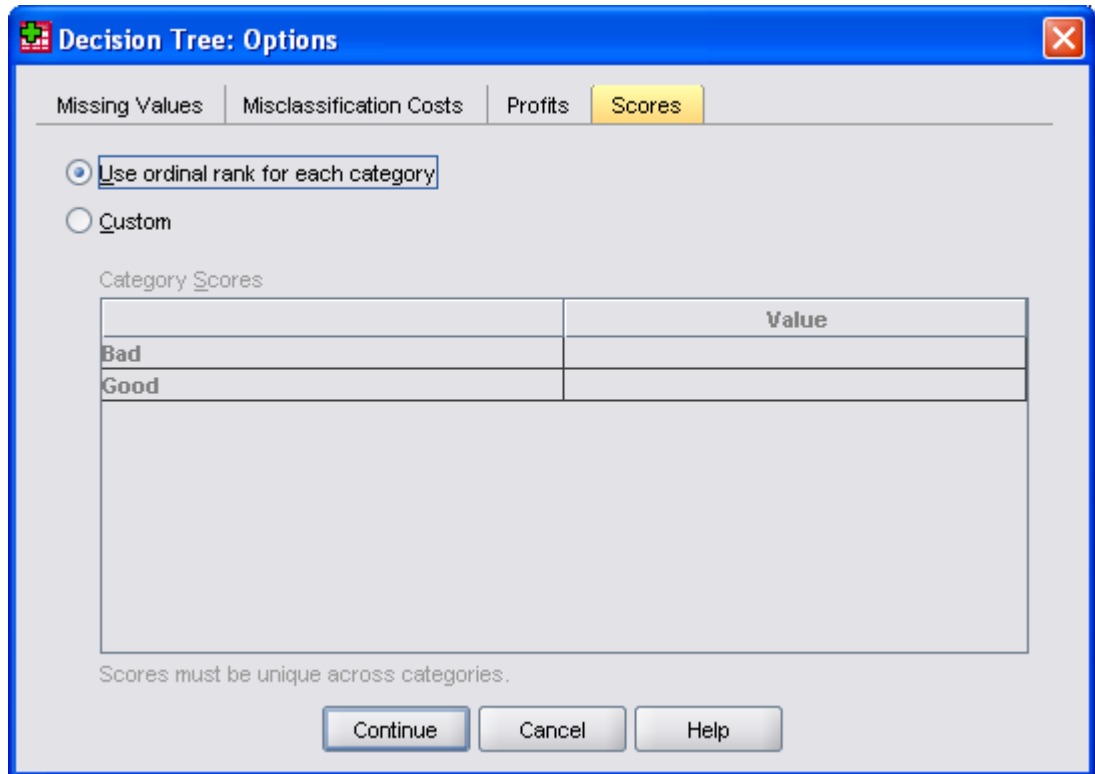 Decision Tree: Options
Missing Values Misclassification Costs Profits Scores
Use ordinal rank for each category
Custom
Category Scores
Value
Bad
Good
Scores must be unique across categories.
Continue Cancel Help